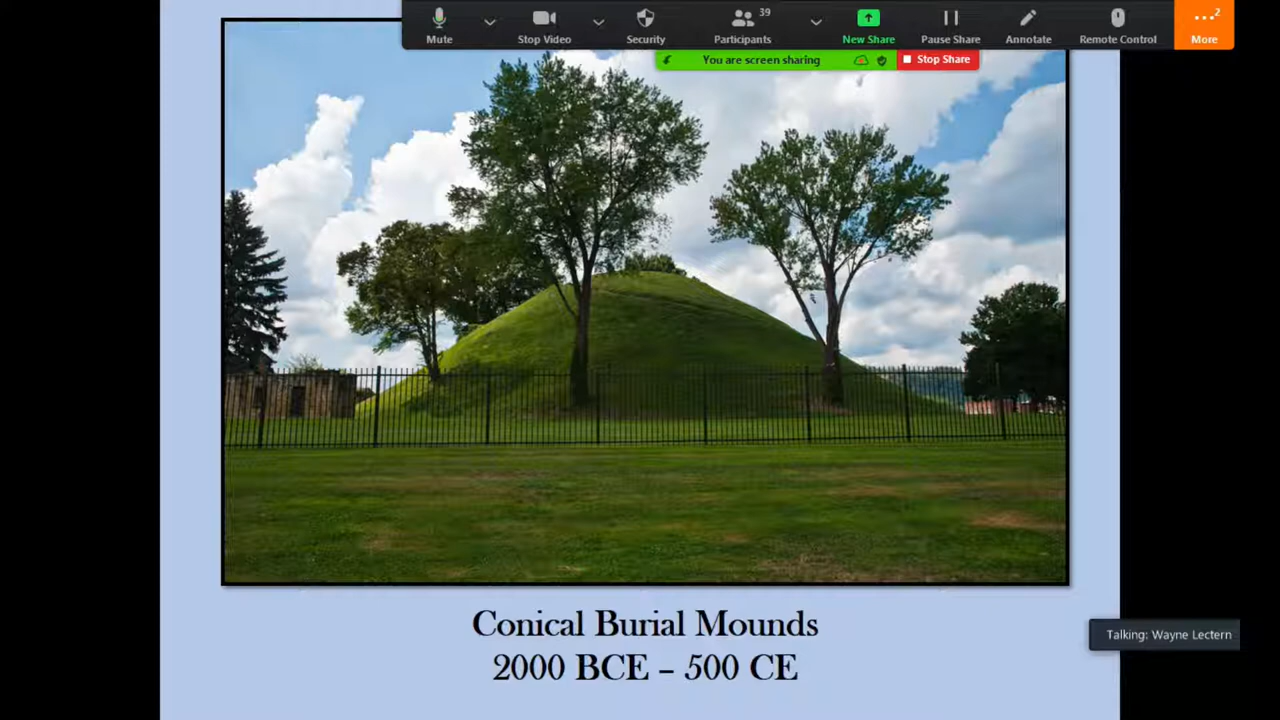 39
2
Mute
Stop Video
Security
Participants
New Share
Pause Share
Annotate
Remote Control
More
You are screen sharing
Stop Share
Conical Burial Mounds
2000 BCE – 500 CE
Talking: Wayne Lectern